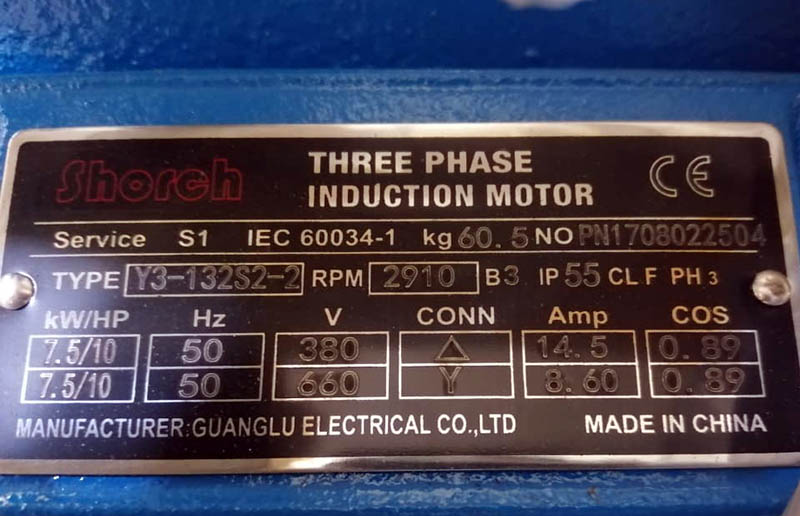 Shorch
THREE PHASE
INDUCTION MOTOR
CE
Service S1 IEC 60034-1 kg 60.5 NO PN1708022504
TYPE Y3-132S2-2 RPM 2910 B3 IP 55 CL F PH 3
kW/HP Hz V CONN Amp COS
7.5/10 50 380 △ 14.5 0.89
7.5/10 50 660 Y 8.60 0.89
MANUFACTURER:GUANGLU ELECTRICAL CO.,LTD MADE IN CHINA